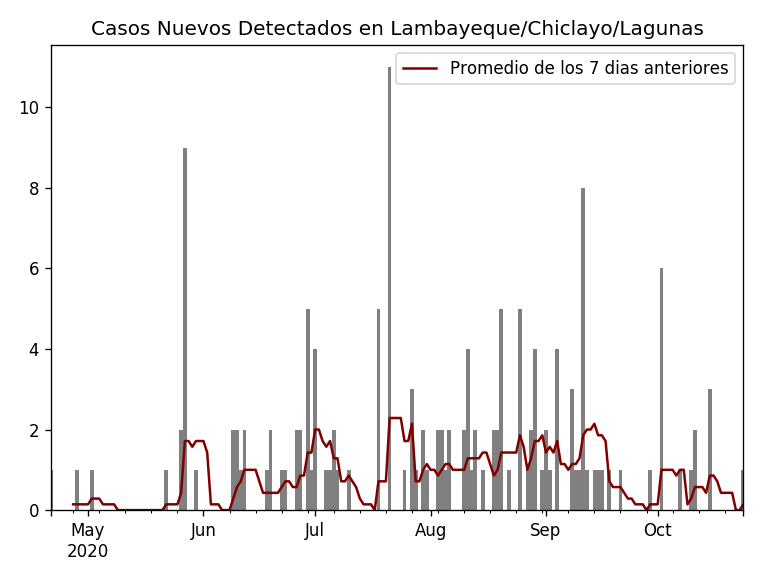 Casos Nuevos Detectados en Lambayeque/Chiclayo/Lagunas
Promedio de los 7 dias anteriores
10
8
6
4
2
0
May Jun Jul Aug Sep Oct
2020